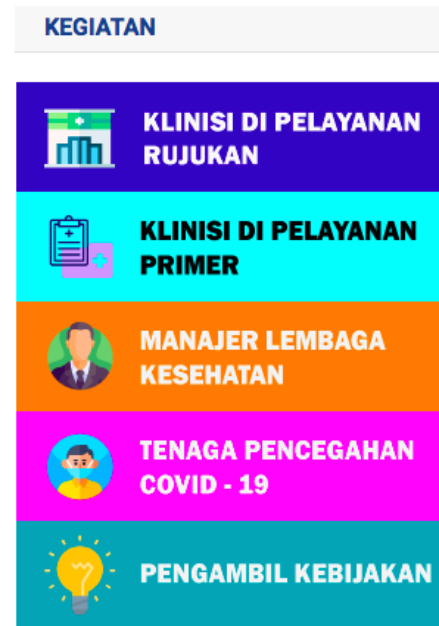 KEGIATAN
KLINISI DI PELAYANAN
RUJUKAN
KLINISI DI PELAYANAN
PRIMER
MANAJER LEMBAGA
KESEHATAN
TENAGA PENCEGAHAN
COVID - 19
PENGAMBIL KEBIJAKAN